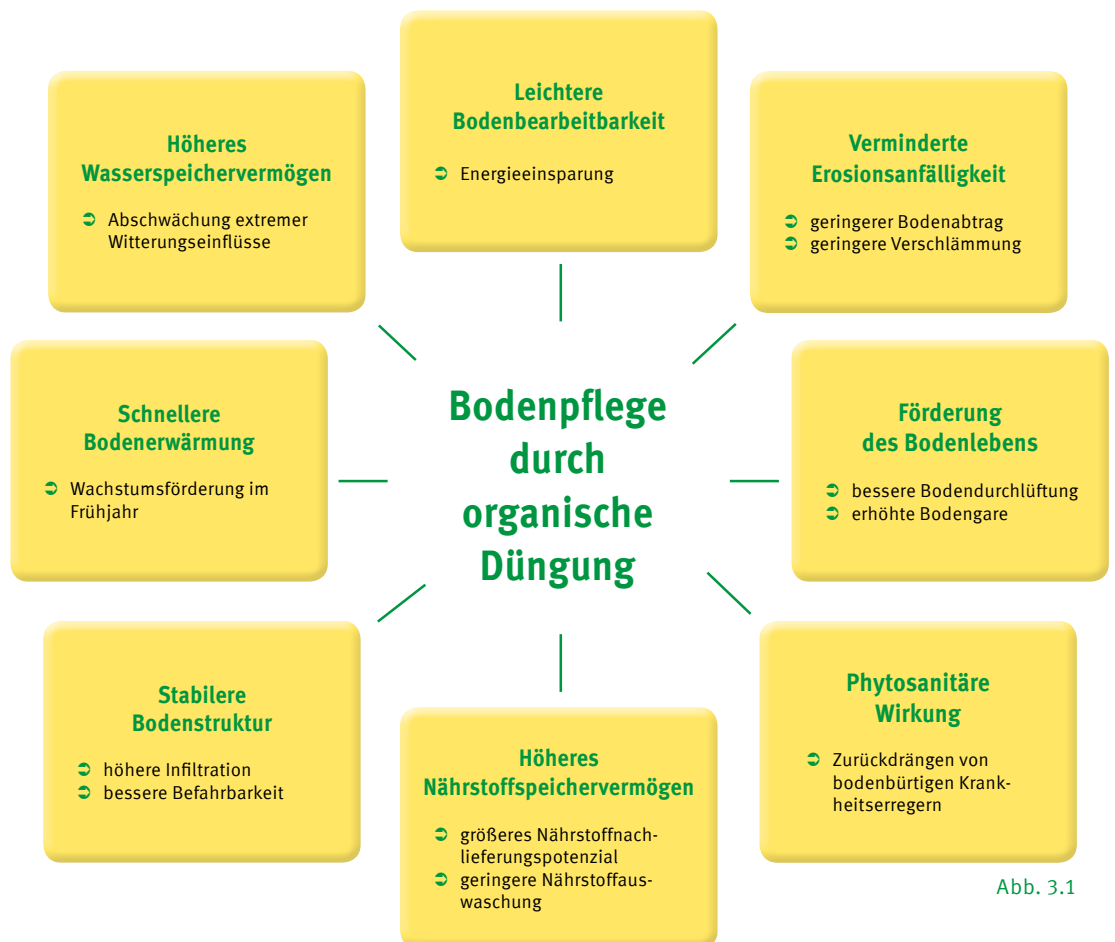 Leichtere
Bodenbearbeitbarkeit
Energieeinsparung
Höheres
Wasserspeichervermögen
Abschwächung extremer
Witterungseinflüsse
Verminderte
Erosionsanfälligkeit
geringerer Bodenabtrag
geringere Verschlämmung
Schnellere
Bodenerwärmung
Wachstumsförderung im
Frühjahr
Bodenpflege
durch
organische
Düngung
Förderung
des Bodenlebens
bessere Bodendurchlüftung
erhöhte Bodengare
Stabilere
Bodenstruktur
höhere Infiltration
bessere Befahrbarkeit
Höheres
Nährstoffspeichervermögen
größeres Nährstoffnach-
lieferungspotenzial
geringere Nährstoffaus-
waschung
Phytosanitäre
Wirkung
Zurückdrängen von
bodenbürtigen Krank-
heitserregern
Abb. 3.1